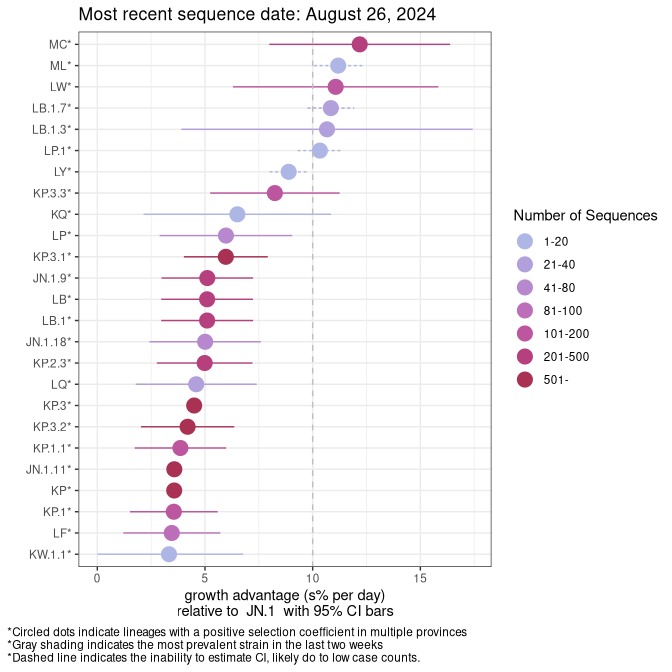 Most recent sequence date: August 26, 2024
MC*
ML*
LW*
LB.1.7*
LB.1.3*
LP.1*
LY*
KP.3.3*
KQ*
LP*
KP.3.1*
JN.1.9*
LB*
LB.1*
JN.1.18*
KP.2.3*
LQ*
KP.3*
KP.3.2*
KP.1.1*
JN.1.11*
KP*
KP.1*
LF*
KW.1.1*
0 5 10 15
growth advantage (s% per day)
relative to JN.1 with 95% CI bars
Number of Sequences
1-20
21-40
41-80
81-100
101-200
201-500
501-
*Circled dots indicate lineages with a positive selection coefficient in multiple provinces
*Gray shading indicates the most prevalent strain in the last two weeks
*Dashed line indicates the inability to estimate CI, likely do to low case counts.